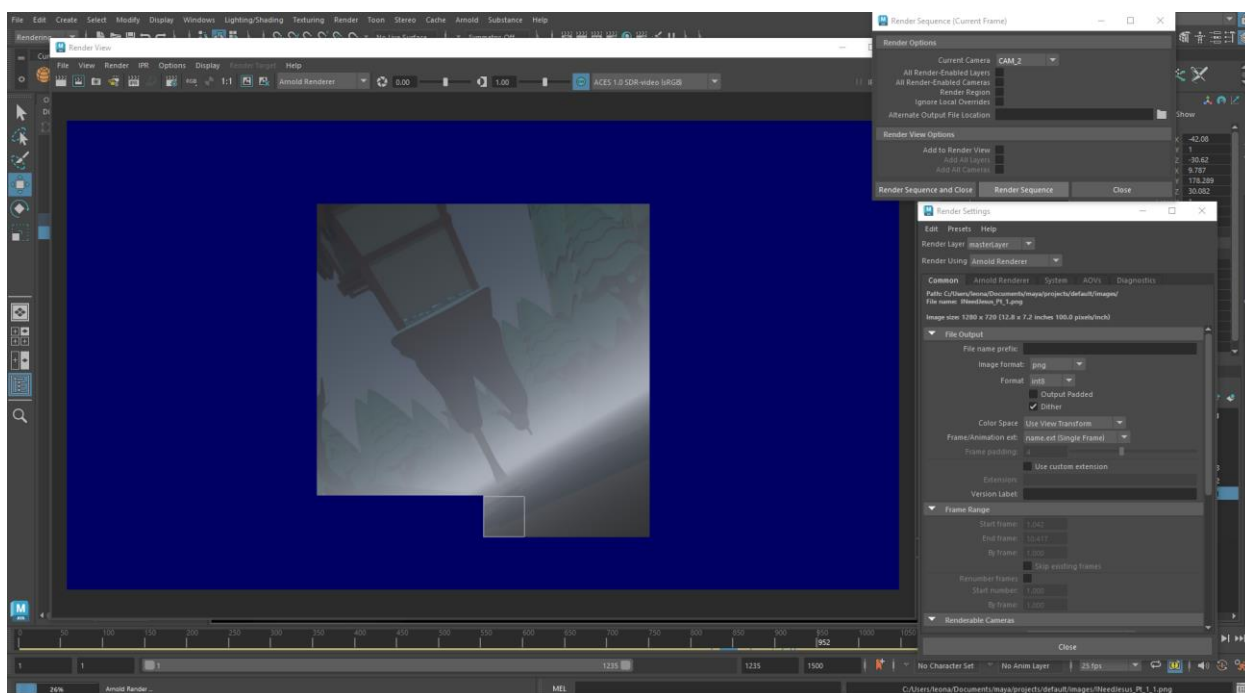 File Edit Create Select Modify Display Windows Lighting/Shading Texturing Render Toon Stereo Cache Arnold Substance Help
Rendering
Render View
File View Render IPR Options Display Render Target Help
RGB 1:1 Arnold Renderer 0.00 1.00 ACES 1.0 SDR-video (sRGB)
Render Sequence (Current Frame)
Render Options
Current Camera CAM_2
All Render-Enabled Layers
All Render-Enabled Cameras
Render Region
Ignore Local Overrides
Alternate Output File Location
Render View Options
Add to Render View
Add All Layers
Add All Cameras
Render Sequence and Close Render Sequence Close
Show
X -42.08
Y 1
Z -30.62
X 9.787
Y 178.289
Z 30.082
Render Settings
Edit Presets Help
Render Layer masterLayer
Render Using Arnold Renderer
Common Arnold Renderer System AOVs Diagnostics
Path: C:/Users/leona/Documents/maya/projects/default/images/
File name: INeedJesus_Pt_1.png
Image size: 1280 x 720 (12.8 x 7.2 inches 100.0 pixels/inch)
File Output
File name prefix:
Image format: png
Format int8
Output Padded
Dither
Color Space Use View Transform
Frame/Animation ext: name.ext (Single Frame)
Frame padding: 4
Use custom extension
Extension:
Version Label:
Frame Range
Start frame: 1.042
End frame:
By frame: 1.000
Skip existing frames
Renumber frames
Start number: 1.000
By frame: 1.000
Renderable Cameras
Close
0 50 100 150 200 250 300 350 400 450 500 550 600 650 700 750 800 850 900 952 1000 1050
1 1 1 1235 1235 1500 No Character Set No Anim Layer 25 fps
26% Arnold Render ... MEL C:/Users/leona/Documents/maya/projects/default/images/INeedJesus_Pt_1_1.png